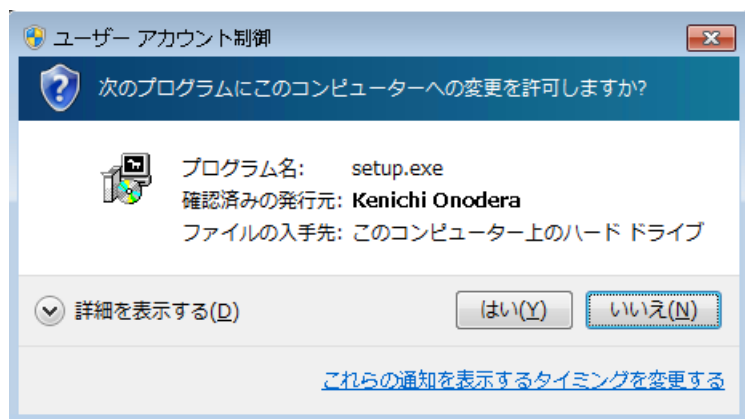 ユーザー アカウント制御
次のプログラムにこのコンピューターへの変更を許可しますか?
プログラム名: setup.exe
確認済みの発行元: Kenichi Onodera
ファイルの入手先: このコンピューター上のハード ドライブ
詳細を表示する(D) はい(Y) いいえ(N)
これらの通知を表示するタイミングを変更する